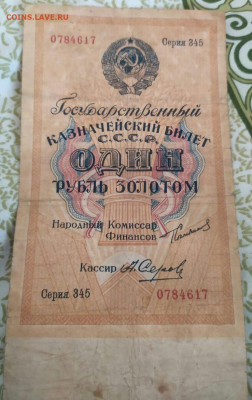 COINS.LAVE.RU
0784617 Серия 345
Государственный
КАЗНАЧЕЙСКИЙ БИЛЕТ
С.С.С.Р.
ОДИН
РУБЛЬ ЗОЛОТОМ
Народный Комиссар
Финансов
Кассир А.Серов
Серия 345 0784617